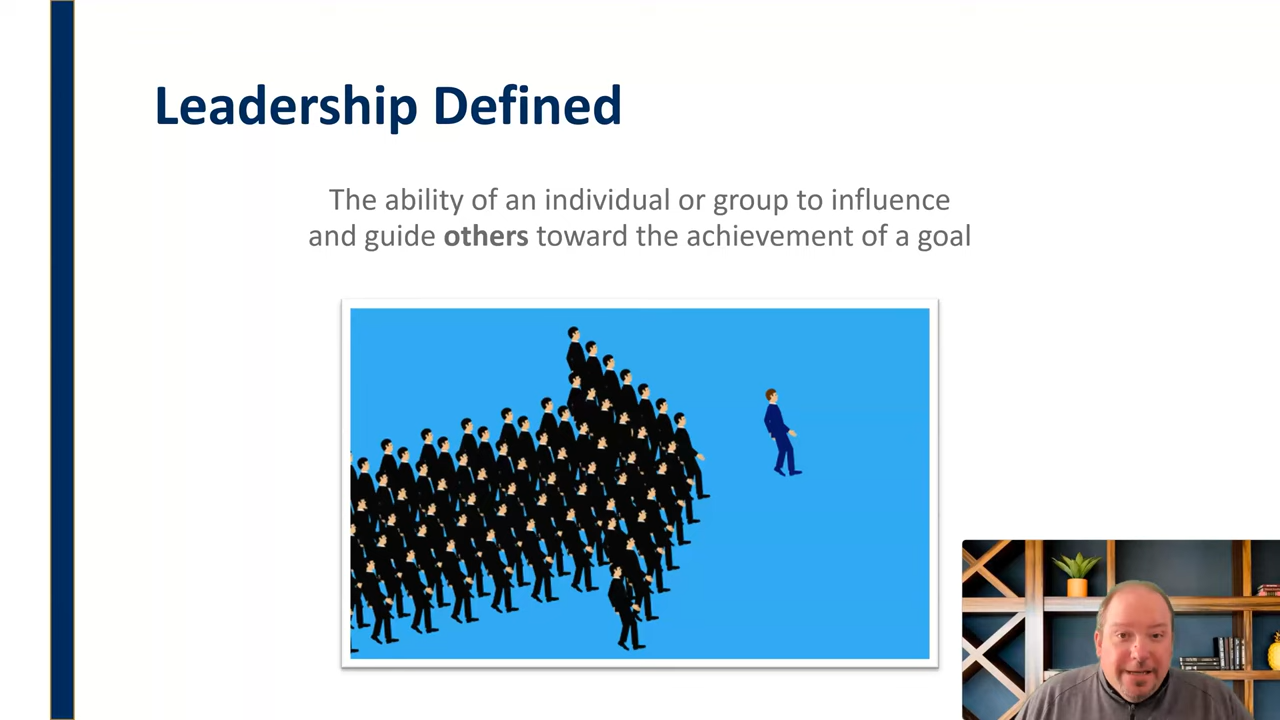 Leadership Defined
The ability of an individual or group to influence
and guide others toward the achievement of a goal